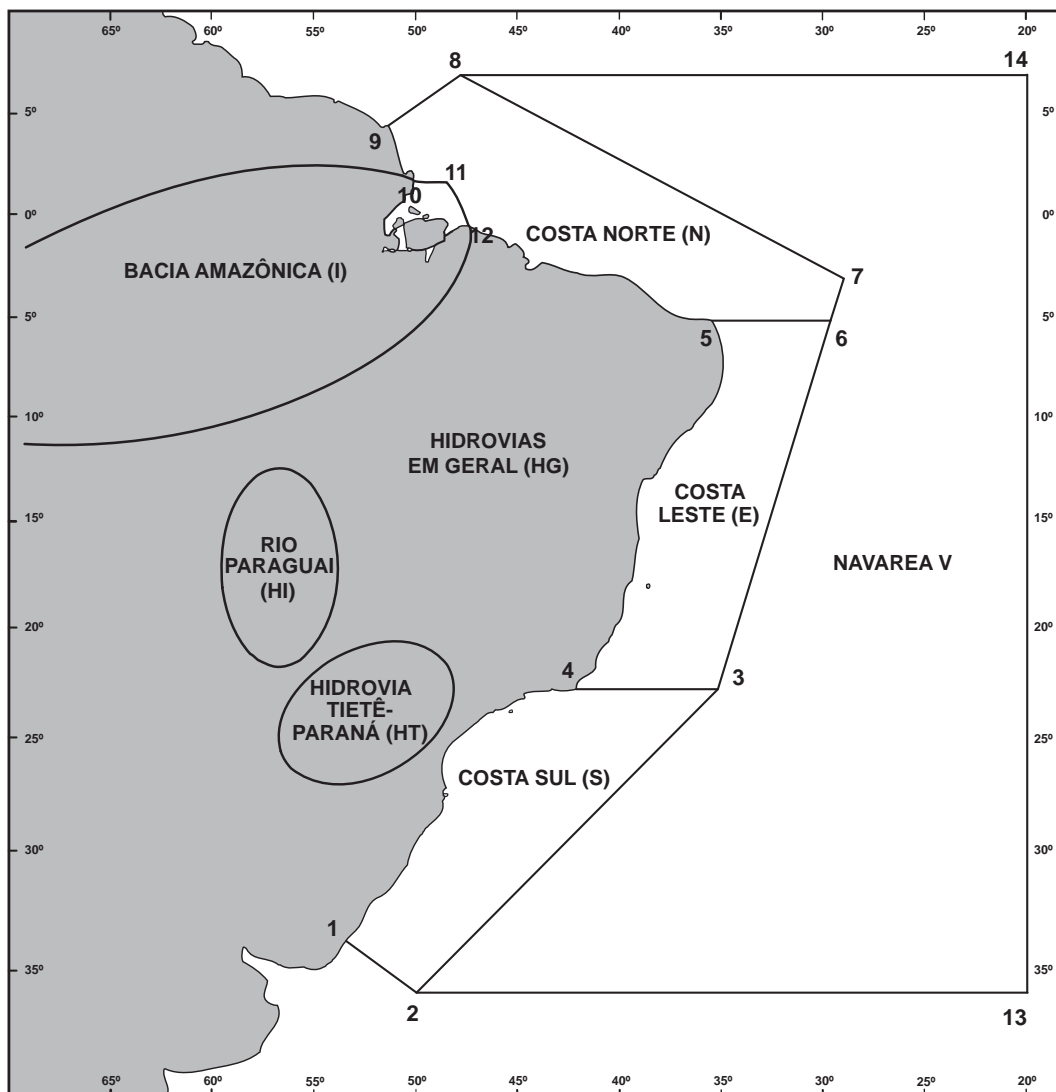 65º 60º 55º 50º 45º 40º 35º 30º 25º 20º
8 14
5º 5º
9
11
10
0º 0º
12 COSTA NORTE (N)
BACIA AMAZÔNICA (I)
7
5º 5º
5 6
10º 10º
HIDROVIAS
EM GERAL (HG)
COSTA
LESTE (E)
15º 15º
RIO
PARAGUAI
(HI)
NAVAREA V
20º 20º
4 3
HIDROVIA
TIETÊ-
PARANÁ (HT)
25º 25º
COSTA SUL (S)
30º 30º
1
35º 35º
2 13
65º 60º 55º 50º 45º 40º 35º 30º 25º 20º